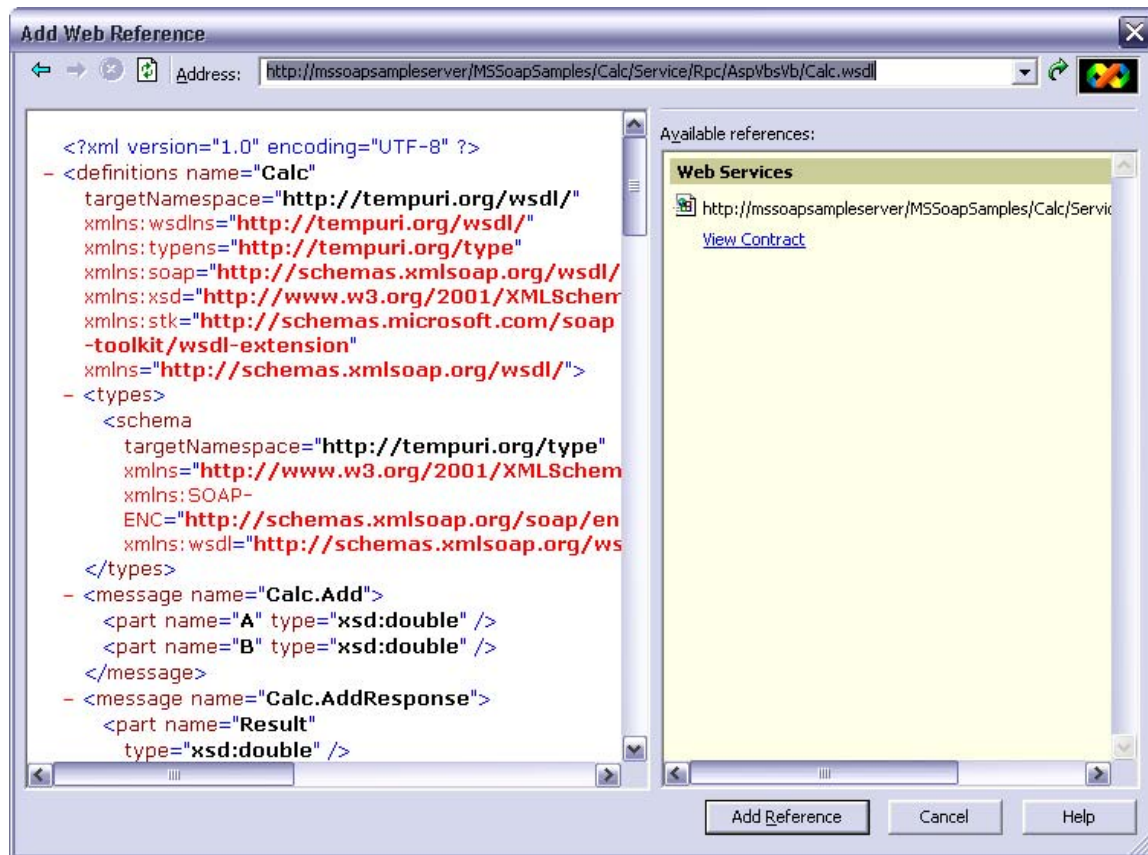 Add Web Reference
Address: http://mssoapsampleserver/MSSoapSamples/Calc/Service/Rpc/AspVbsVb/Calc.wsdl
<?xml version="1.0" encoding="UTF-8" ?>
- <definitions name="Calc"
targetNamespace="http://tempuri.org/wsdl/"
xmlns:wsdlns="http://tempuri.org/wsdl/"
xmlns:typens="http://tempuri.org/type"
xmlns:soap="http://schemas.xmlsoap.org/wsdl/
xmlns:xsd="http://www.w3.org/2001/XMLSchem
xmlns:stk="http://schemas.microsoft.com/soap
-toolkit/wsdl-extension"
xmlns="http://schemas.xmlsoap.org/wsdl/">
- <types>
<schema
targetNamespace="http://tempuri.org/type"
xmlns="http://www.w3.org/2001/XMLSchem
xmlns:SOAP-
ENC="http://schemas.xmlsoap.org/soap/en
xmlns:wsdl="http://schemas.xmlsoap.org/ws
</types>
- <message name="Calc.Add">
<part name="A" type="xsd:double" />
<part name="B" type="xsd:double" />
</message>
- <message name="Calc.AddResponse">
<part name="Result"
type="xsd:double" />
Available references:
Web Services
http://mssoapsampleserver/MSSoapSamples/Calc/Servic
View Contract
Add Reference
Cancel
Help